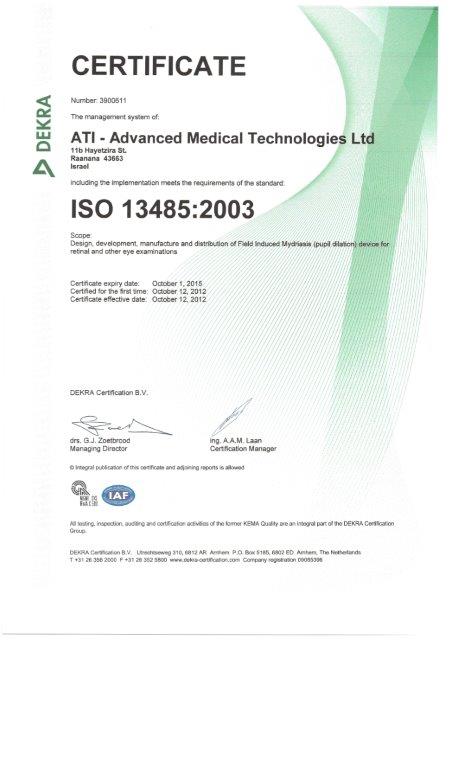 DEKRA
CERTIFICATE
Number: 3900511
The management system of:
ATI - Advanced Medical Technologies Ltd
11b Hayetzira St.
Raanana 43663
Israel
including the implementation meets the requirements of the standard:
ISO 13485:2003
Scope:
Design, development, manufacture and distribution of Field Induced Mydriasis (pupil dilation) device for
retinal and other eye examinations
Certificate expiry date: October 1, 2015
Certified for the first time: October 12, 2012
Certificate effective date: October 12, 2012
DEKRA Certification B.V.
drs. G.J. Zoetbrood
Managing Director
ing. A.A.M. Laan
Certification Manager
© Integral publication of this certificate and adjoining reports is allowed
IAF
All testing, inspection, auditing and certification activities of the former KEMA Quality are an integral part of the DEKRA Certification
Group.
DEKRA Certification B.V. Utrechtseweg 310, 6812 AR Arnhem P.O. Box 5185, 6802 ED Arnhem, The Netherlands
T +31 26 356 2000 F +31 26 352 5800 www.dekra-certification.com Company registration 09085396